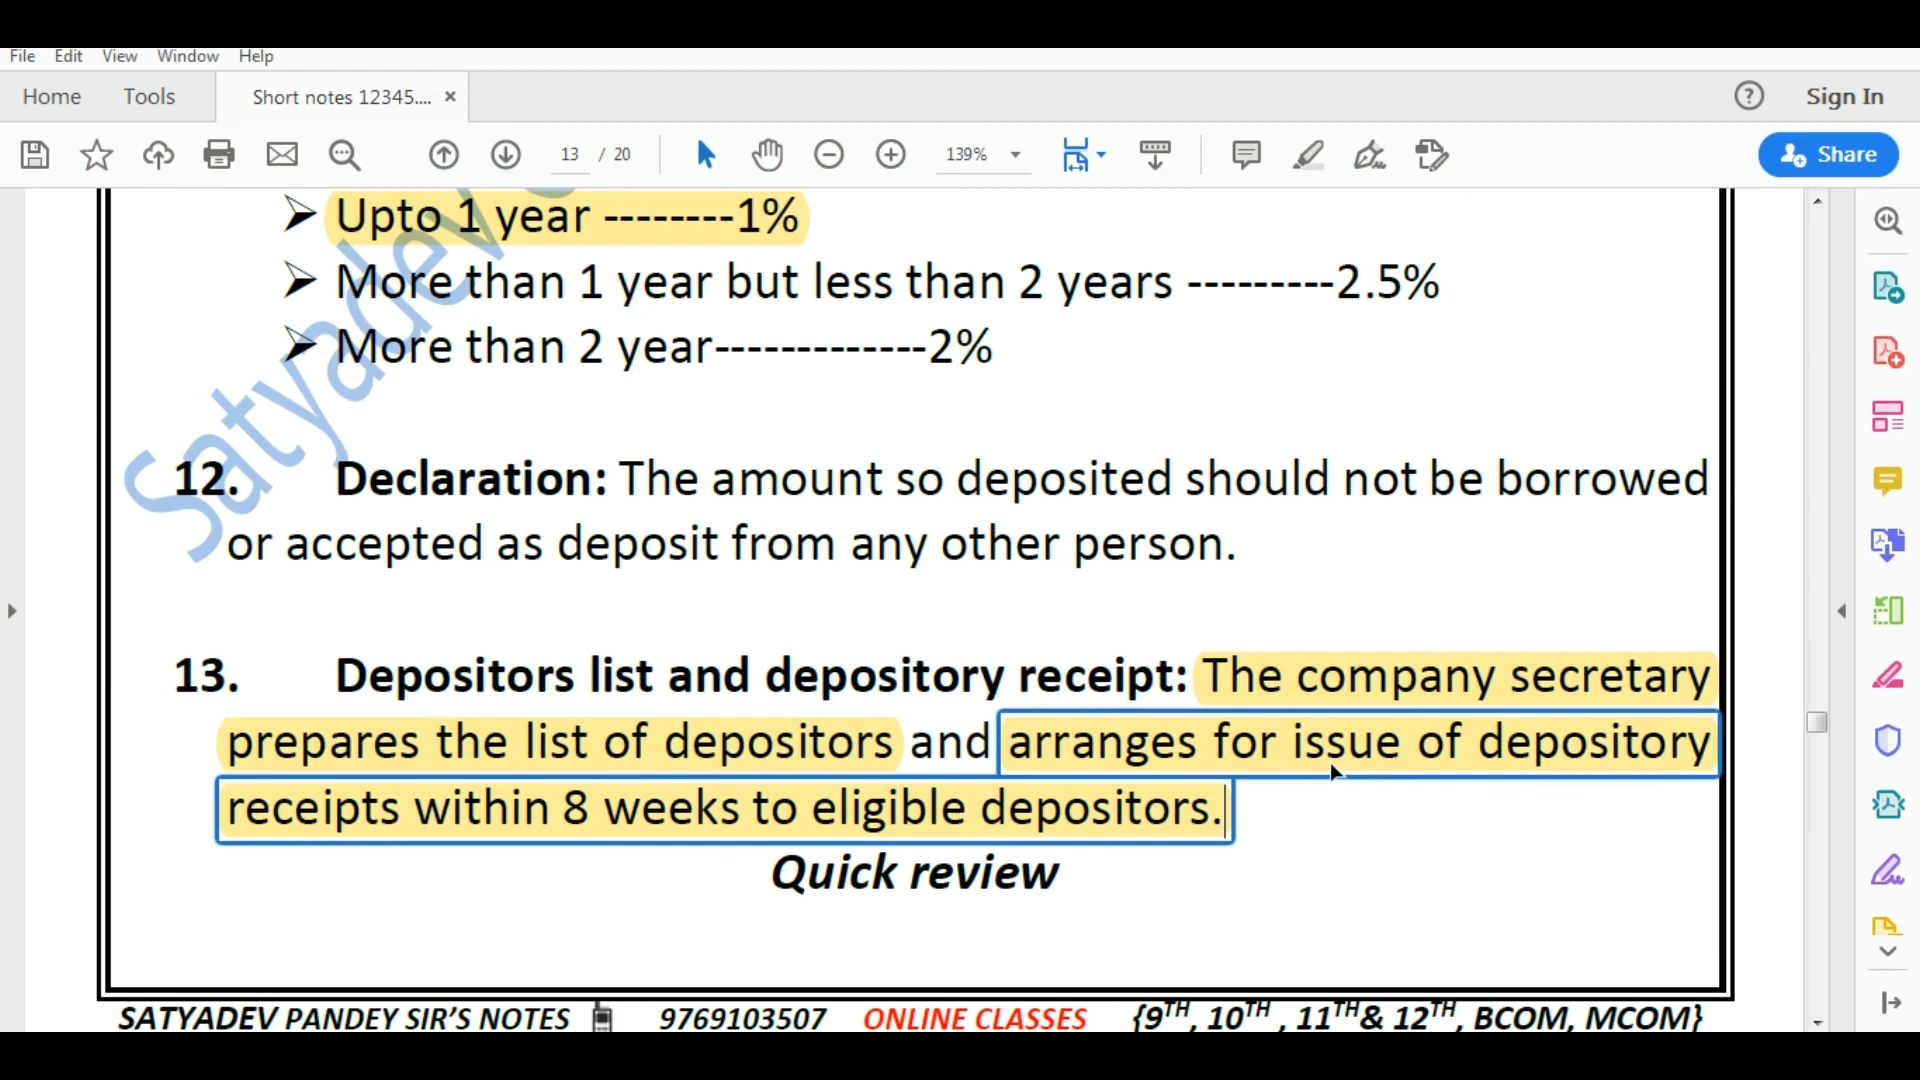 File Edit View Window Help
Home Tools Short notes 12345.... × ? Sign In
13 / 20 139% Share
➢ Upto 1 year --------1%
➢ More than 1 year but less than 2 years ---------2.5%
➢ More than 2 year-------------2%
Satyadev
12. Declaration: The amount so deposited should not be borrowed
or accepted as deposit from any other person.
13. Depositors list and depository receipt: The company secretary
prepares the list of depositors and arranges for issue of depository
receipts within 8 weeks to eligible depositors.
Quick review
SATYADEV PANDEY SIR'S NOTES 9769103507 ONLINE CLASSES {9TH, 10TH , 11TH& 12TH, BCOM, MCOM}